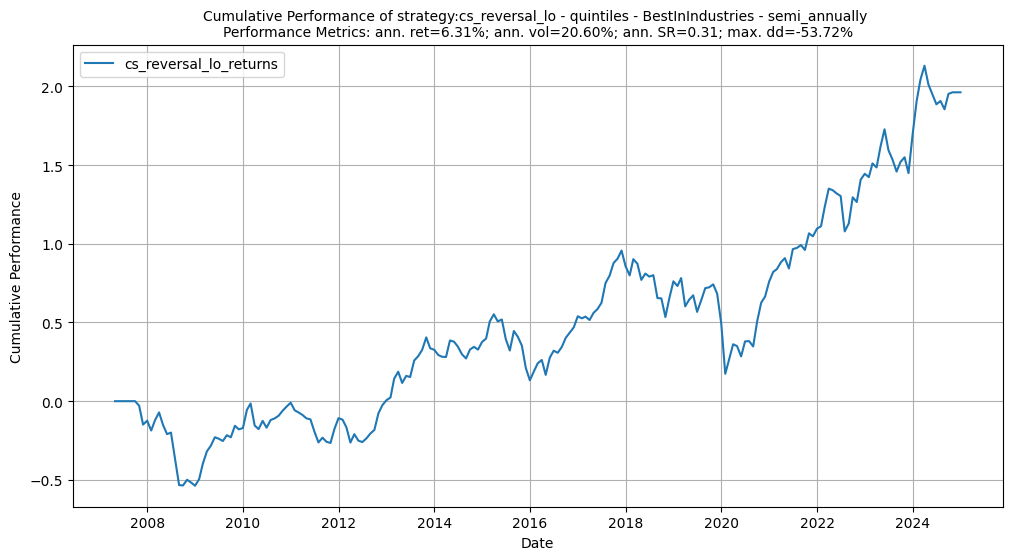 Cumulative Performance of strategy:cs_reversal_lo - quintiles - BestInIndustries - semi_annually
Performance Metrics: ann. ret=6.31%; ann. vol=20.60%; ann. SR=0.31; max. dd=-53.72%
cs_reversal_lo_returns
Cumulative Performance
2.0
1.5
1.0
0.5
0.0
−0.5
2008 2010 2012 2014 2016 2018 2020 2022 2024
Date